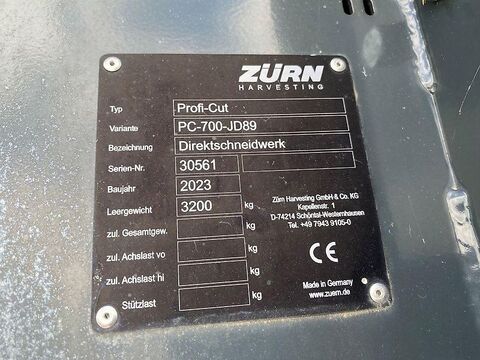 ZÜRN
HARVESTING
Typ Profi-Cut
Variante PC-700-JD89
Bezeichnung Direktschneidwerk
Serien-Nr. 30561
Baujahr 2023
Leergewicht 3200 kg
zul. Gesamtgew. kg
zul. Achslast vo kg
zul. Achslast hi kg
Stützlast kg
Zürn Harvesting GmbH & Co. KG
Kapellenstr. 1
D-74214 Schöntal-Westernhausen
Tel. +49 7943 9105-0
CE
Made in Germany
www.zuern.de